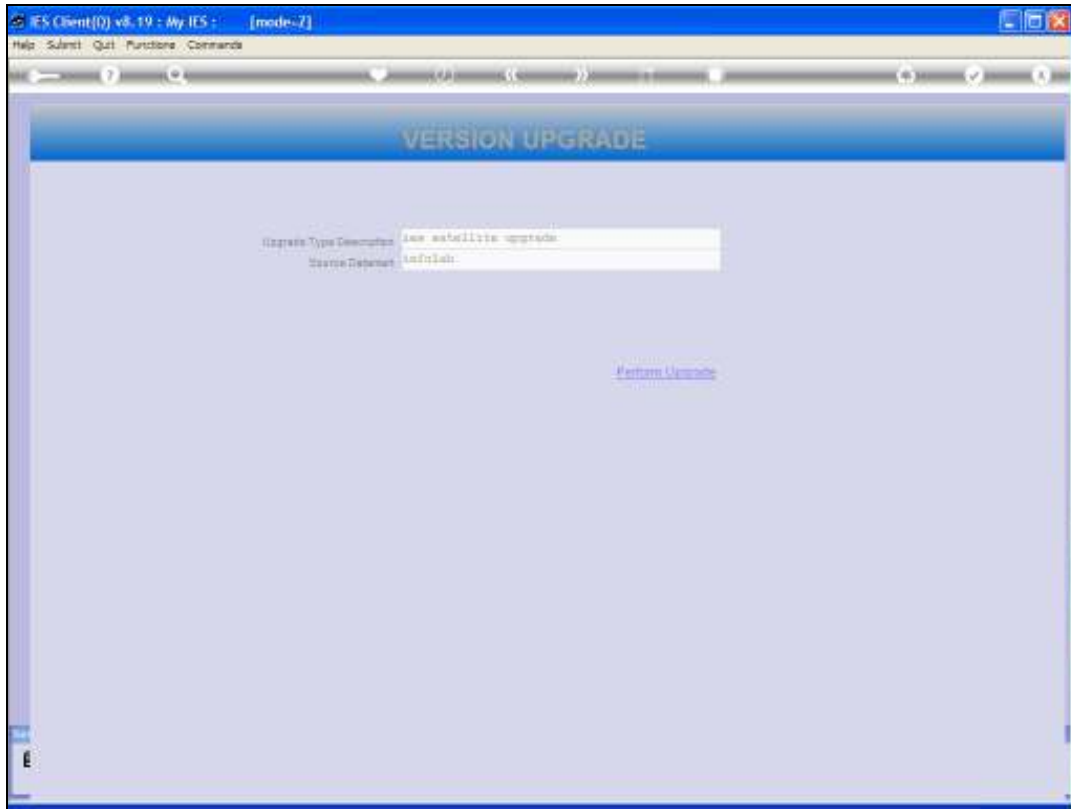 IES Client(Q) v8.19 : My IES : [mode-Z]
Help Submit Quit Functions Commands
VERSION UPGRADE
Upgrade Type Description ies satellite upgrade
Source Datamart infolab
Perform Upgrade